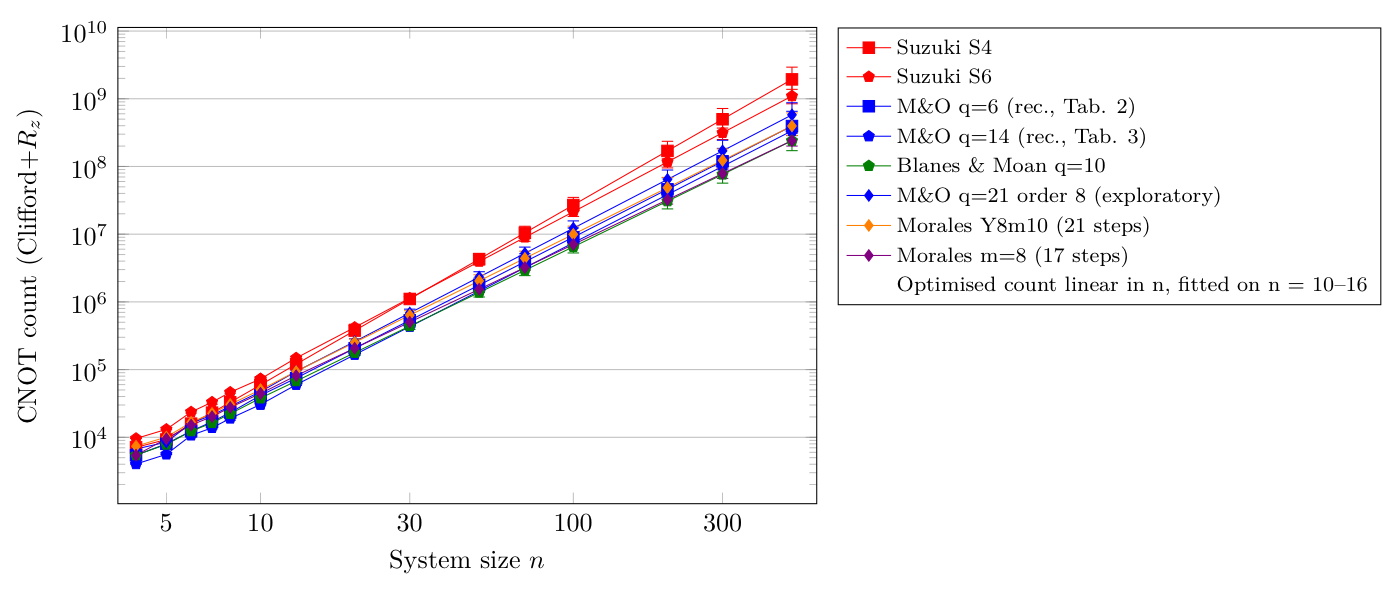 CNOT count (Clifford+R_z)
10^10
10^9
10^8
10^7
10^6
10^5
10^4
5 10 30 100 300
System size n
Suzuki S4
Suzuki S6
M&O q=6 (rec., Tab. 2)
M&O q=14 (rec., Tab. 3)
Blanes & Moan q=10
M&O q=21 order 8 (exploratory)
Morales Y8m10 (21 steps)
Morales m=8 (17 steps)
Optimised count linear in n, fitted on n = 10–16